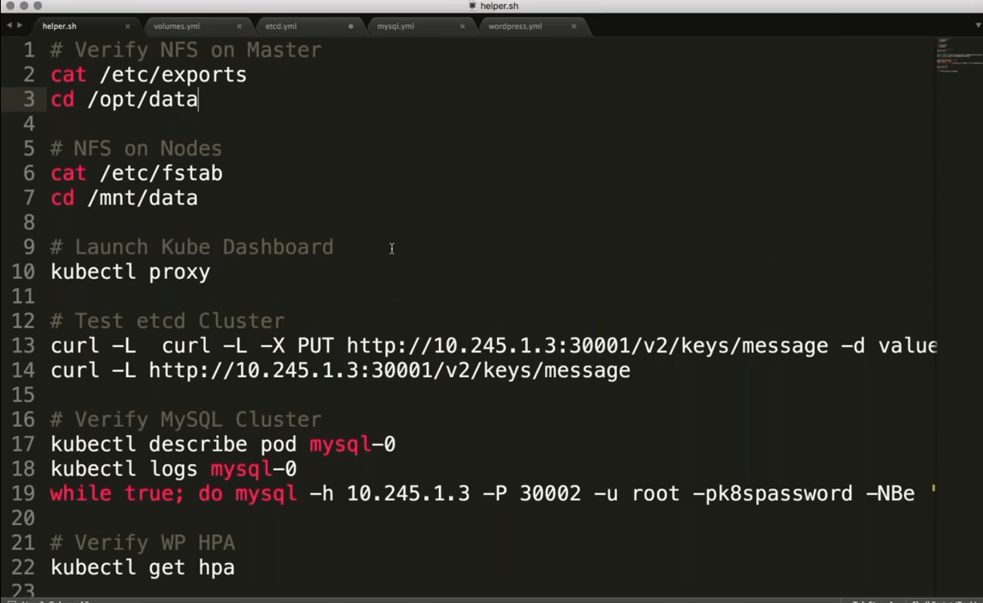 helper.sh
helper.sh volumes.yml etcd.yml mysql.yml wordpress.yml
1 # Verify NFS on Master
2 cat /etc/exports
3 cd /opt/data
4
5 # NFS on Nodes
6 cat /etc/fstab
7 cd /mnt/data
8
9 # Launch Kube Dashboard
10 kubectl proxy
11
12 # Test etcd Cluster
13 curl -L  curl -L -X PUT http://10.245.1.3:30001/v2/keys/message -d value
14 curl -L http://10.245.1.3:30001/v2/keys/message
15
16 # Verify MySQL Cluster
17 kubectl describe pod mysql-0
18 kubectl logs mysql-0
19 while true; do mysql -h 10.245.1.3 -P 30002 -u root -pk8spassword -NBe '
20
21 # Verify WP HPA
22 kubectl get hpa
23